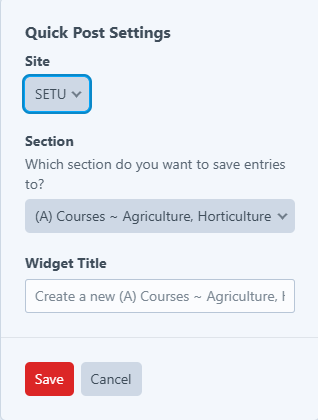 Quick Post Settings
Site
SETU
Section
Which section do you want to save entries
to?
(A) Courses ~ Agriculture, Horticulture
Widget Title
Create a new (A) Courses ~ Agriculture,
Save
Cancel